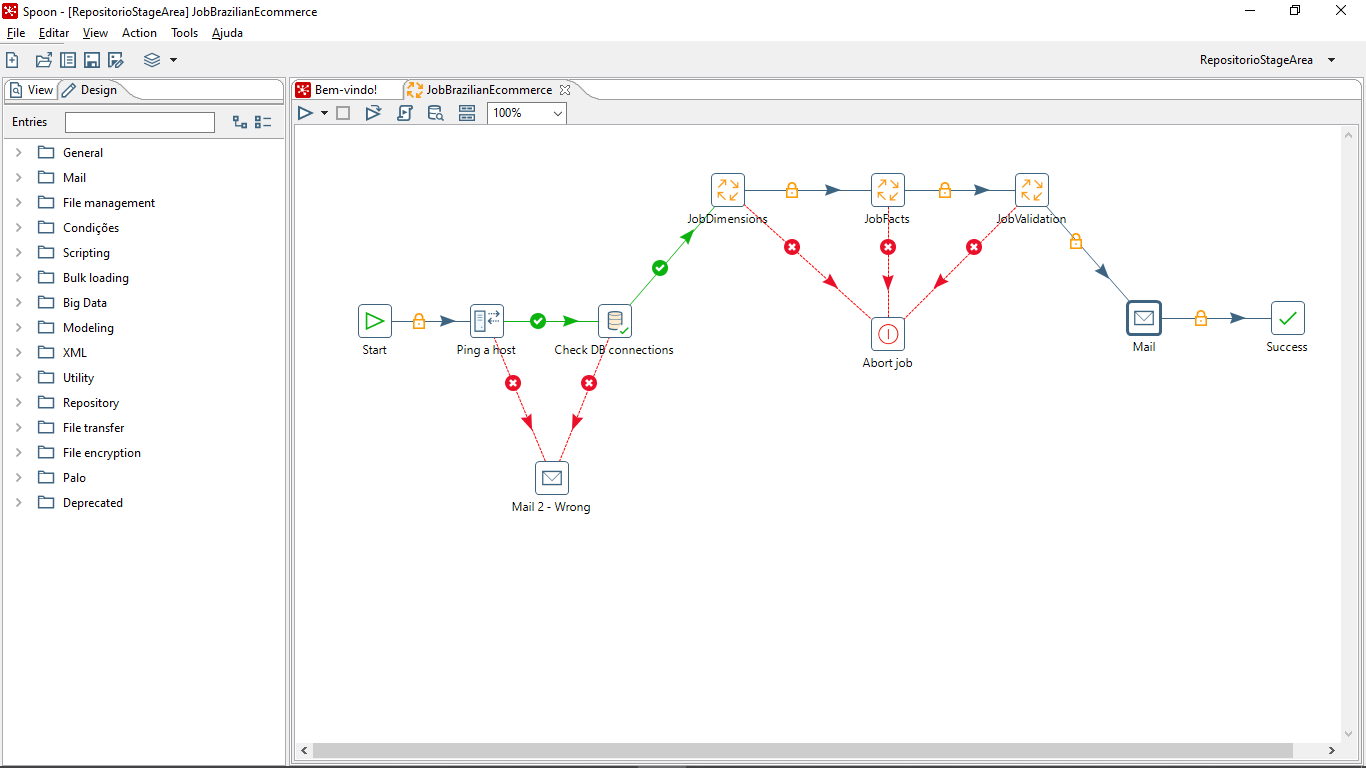 Spoon - [RepositorioStageArea] JobBrazilianEcommerce
File Editar View Action Tools Ajuda
RepositorioStageArea
View Design
Bem-vindo! JobBrazilianEcommerce
Entries
100%
General
Mail
File management
Condições
Scripting
Bulk loading
Big Data
Modeling
XML
Utility
Repository
File transfer
File encryption
Palo
Deprecated
JobDimensions JobFacts JobValidation
Start Ping a host Check DB connections
Abort job
Mail Success
Mail 2 - Wrong